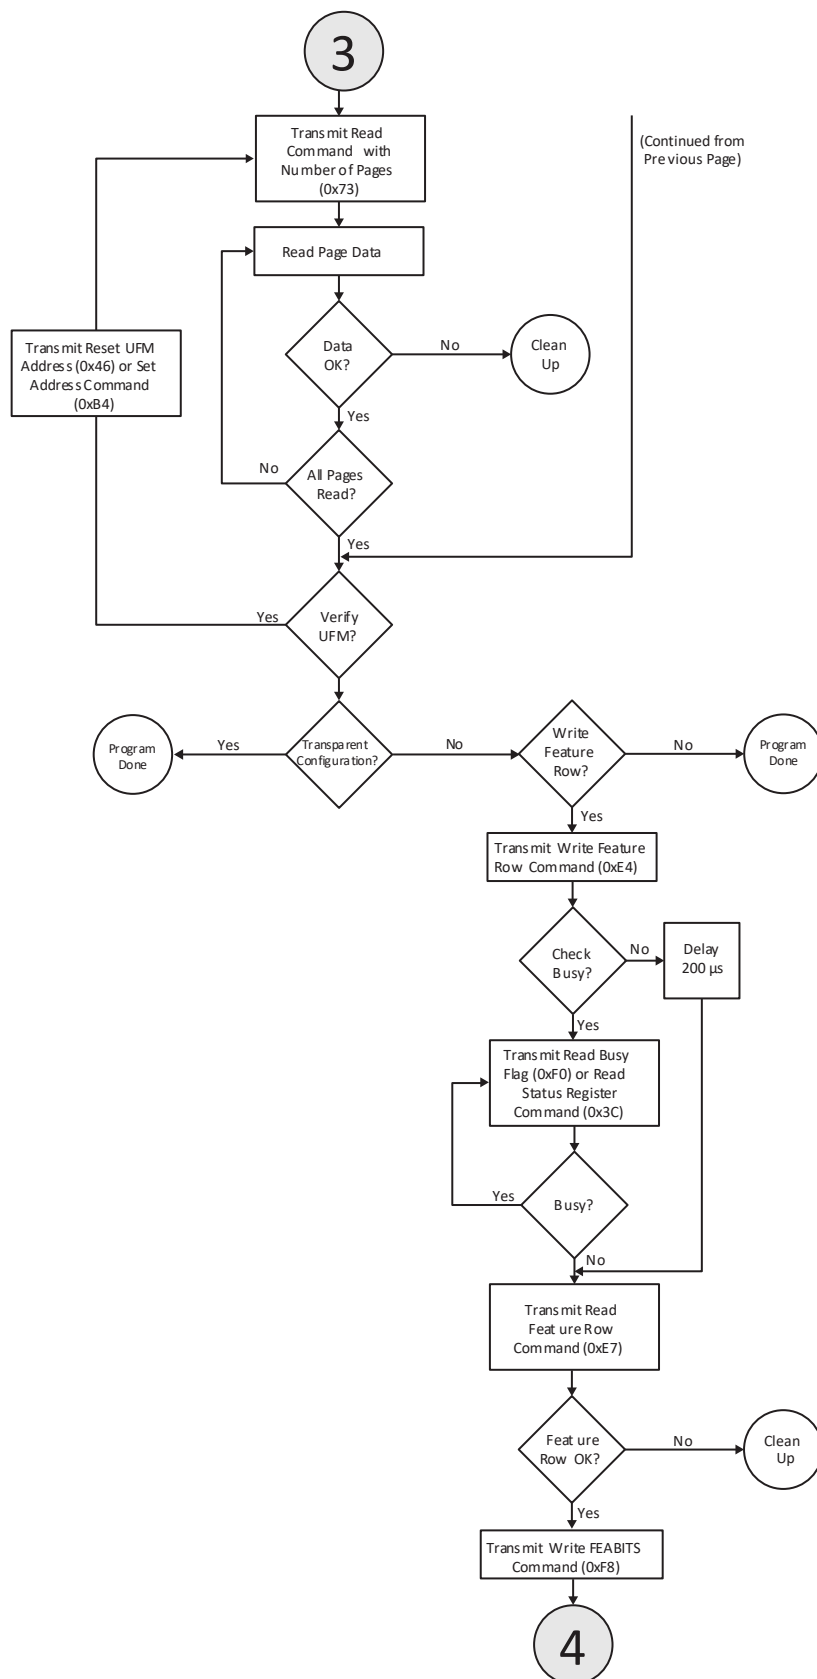 3
Transmit Read
Command with
Number of Pages
(0x73)
(Continued from
Previous Page)
Read Page Data
Transmit Reset UFM
Address (0x46) or Set
Address Command
(0xB4)
Data
OK?
No
Clean
Up
Yes
No
All Pages
Read?
Yes
Yes
Verify
UFM?
Program
Done
Yes
Transparent
Configuration?
No
Write
Feature
Row?
No
Program
Done
Yes
Transmit Write Feature
Row Command (0xE4)
Check
Busy?
No
Delay
200 µs
Yes
Transmit Read Busy
Flag (0xF0) or Read
Status Register
Command (0x3C)
Yes
Busy?
No
Transmit Read
Feature Row
Command (0xE7)
Feature
Row OK?
No
Clean
Up
Yes
Transmit Write FEABITS
Command (0xF8)
4